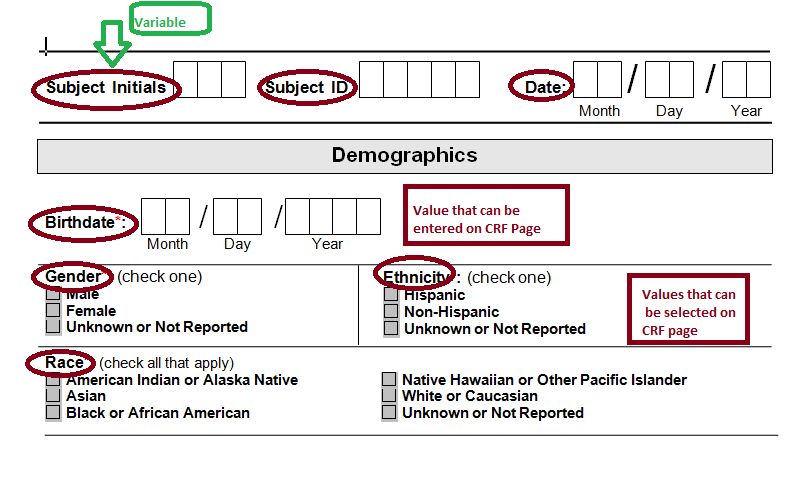 Variable
Subject Initials Subject ID Date: / /
Month Day Year
Demographics
Birthdate*: / /
Month Day Year
Value that can be
entered on CRF Page
Gender* (check one)
Male
Female
Unknown or Not Reported
Ethnicity*: (check one)
Hispanic
Non-Hispanic
Unknown or Not Reported
Values that can
be selected on
CRF page
Race (check all that apply)
American Indian or Alaska Native
Asian
Black or African American
Native Hawaiian or Other Pacific Islander
White or Caucasian
Unknown or Not Reported